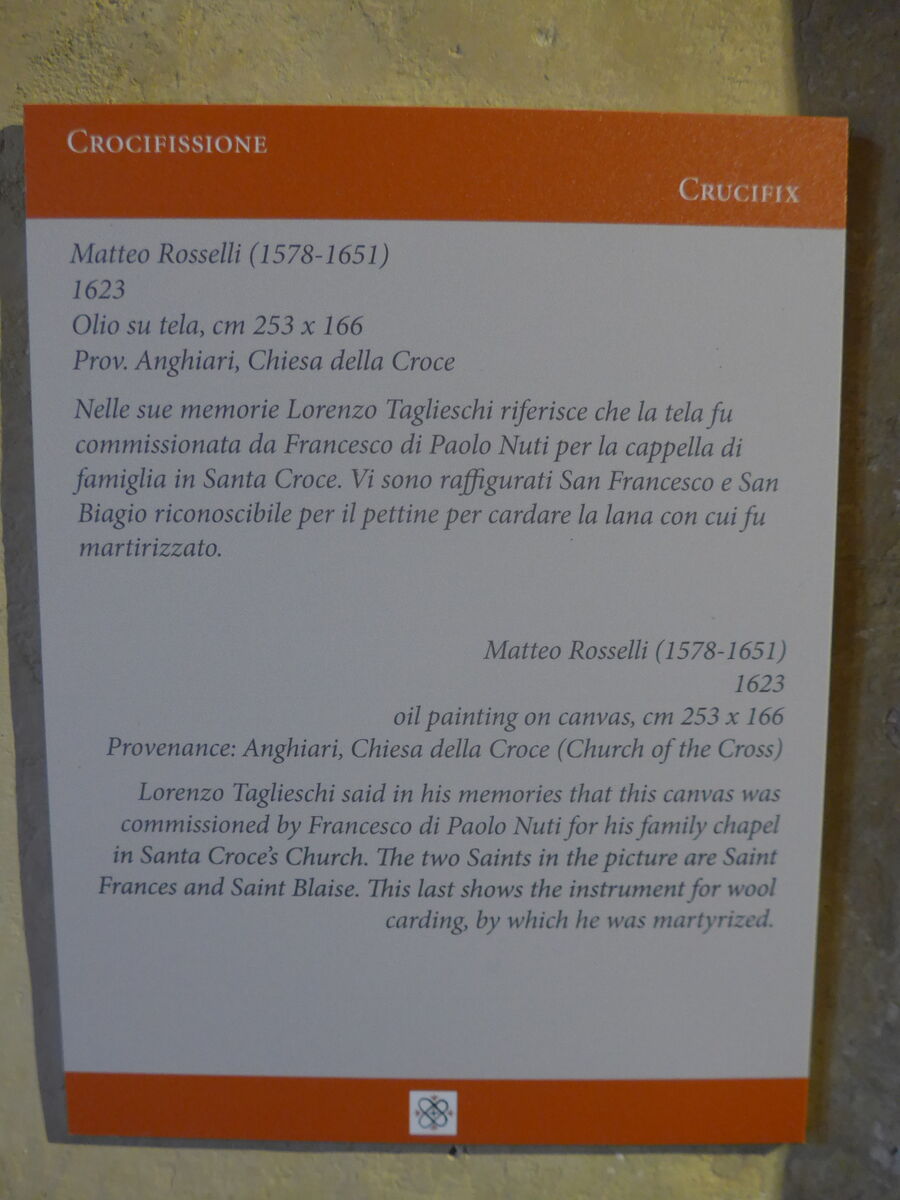 Crocifissione
Crucifix
Matteo Rosselli (1578-1651)
1623
Olio su tela, cm 253 x 166
Prov. Anghiari, Chiesa della Croce
Nelle sue memorie Lorenzo Taglieschi riferisce che la tela fu
commissionata da Francesco di Paolo Nuti per la cappella di
famiglia in Santa Croce. Vi sono raffigurati San Francesco e San
Biagio riconoscibile per il pettine per cardare la lana con cui fu
martirizzato.
Matteo Rosselli (1578-1651)
1623
oil painting on canvas, cm 253 x 166
Provenance: Anghiari, Chiesa della Croce (Church of the Cross)
Lorenzo Taglieschi said in his memories that this canvas was
commissioned by Francesco di Paolo Nuti for his family chapel
in Santa Croce's Church. The two Saints in the picture are Saint
Frances and Saint Blaise. This last shows the instrument for wool
carding, by which he was martyrized.